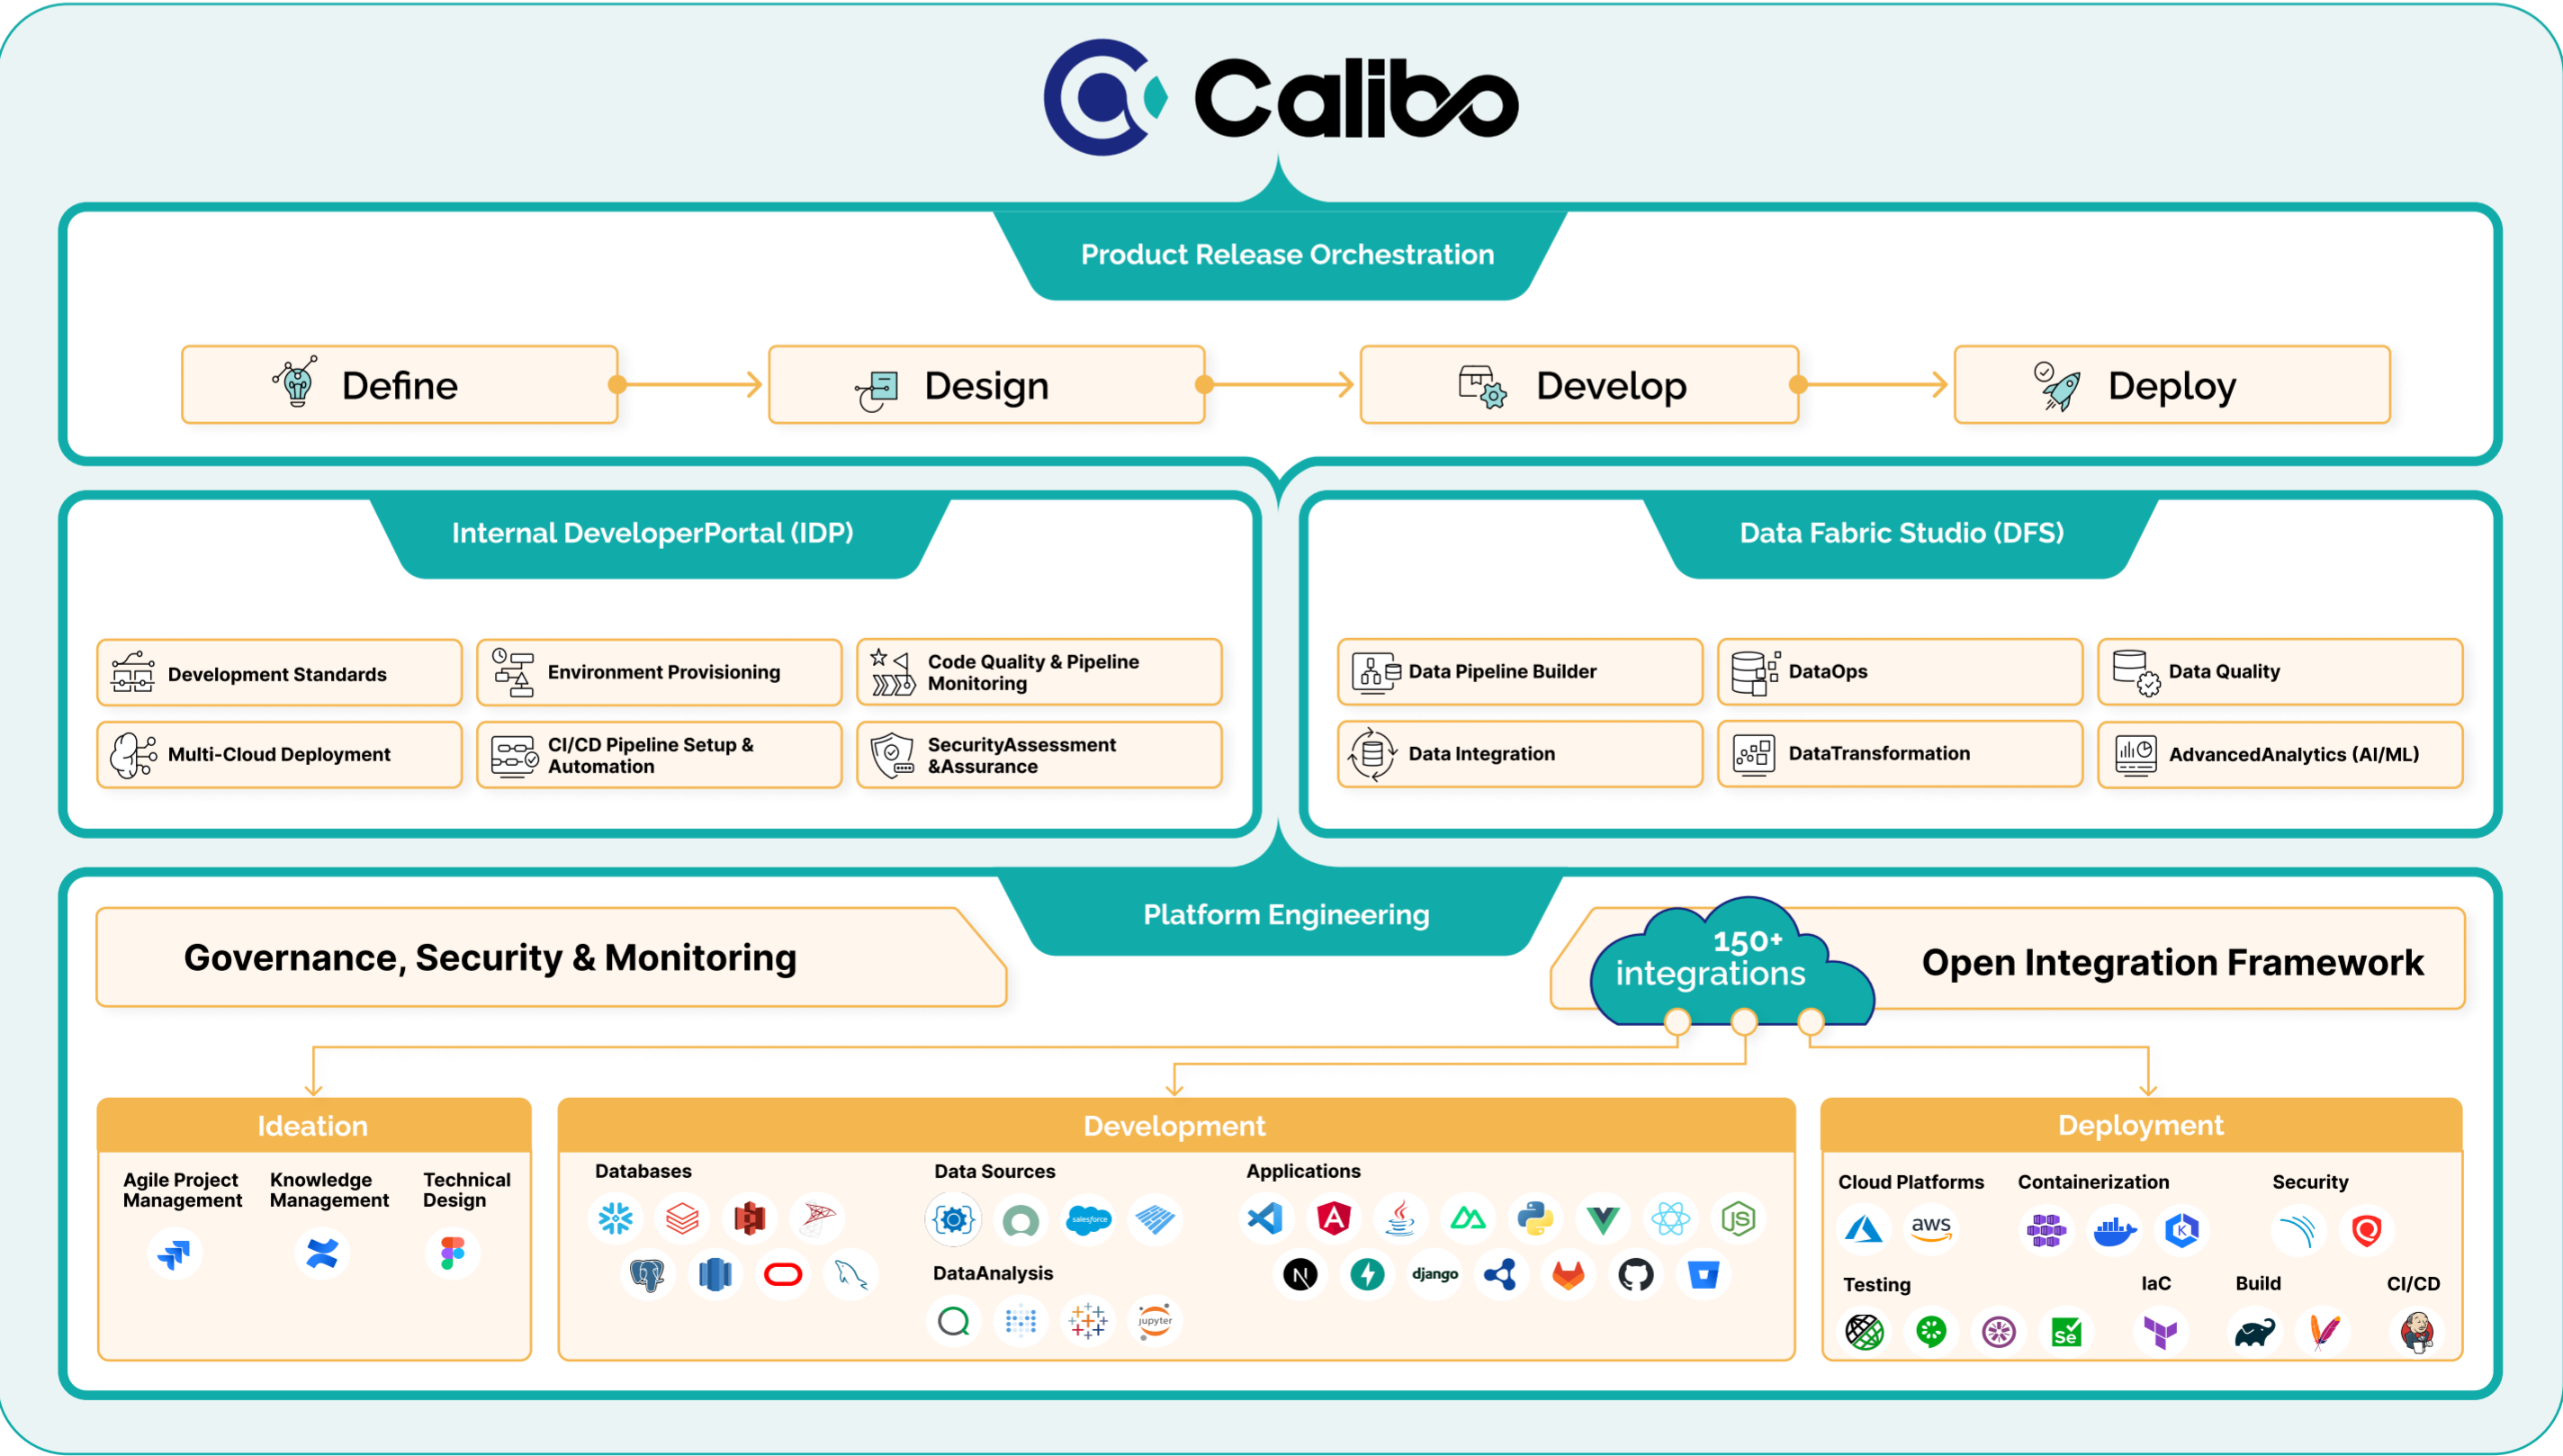 Calibo
Product Release Orchestration
Define
Design
Develop
Deploy
Internal DeveloperPortal (IDP)
Development Standards
Environment Provisioning
Code Quality & Pipeline
Monitoring
Multi-Cloud Deployment
CI/CD Pipeline Setup &
Automation
SecurityAssessment
&Assurance
Data Fabric Studio (DFS)
Data Pipeline Builder
DataOps
Data Quality
Data Integration
DataTransformation
AdvancedAnalytics (AI/ML)
Platform Engineering
Governance, Security & Monitoring
150+
integrations
Open Integration Framework
Ideation
Agile Project
Management
Knowledge
Management
Technical
Design
Development
Databases
Data Sources
salesforce
DataAnalysis
jupyter
Applications
A
JS
N
django
Deployment
Cloud Platforms
aws
Containerization
K
Security
Testing
Se
IaC
Build
CI/CD